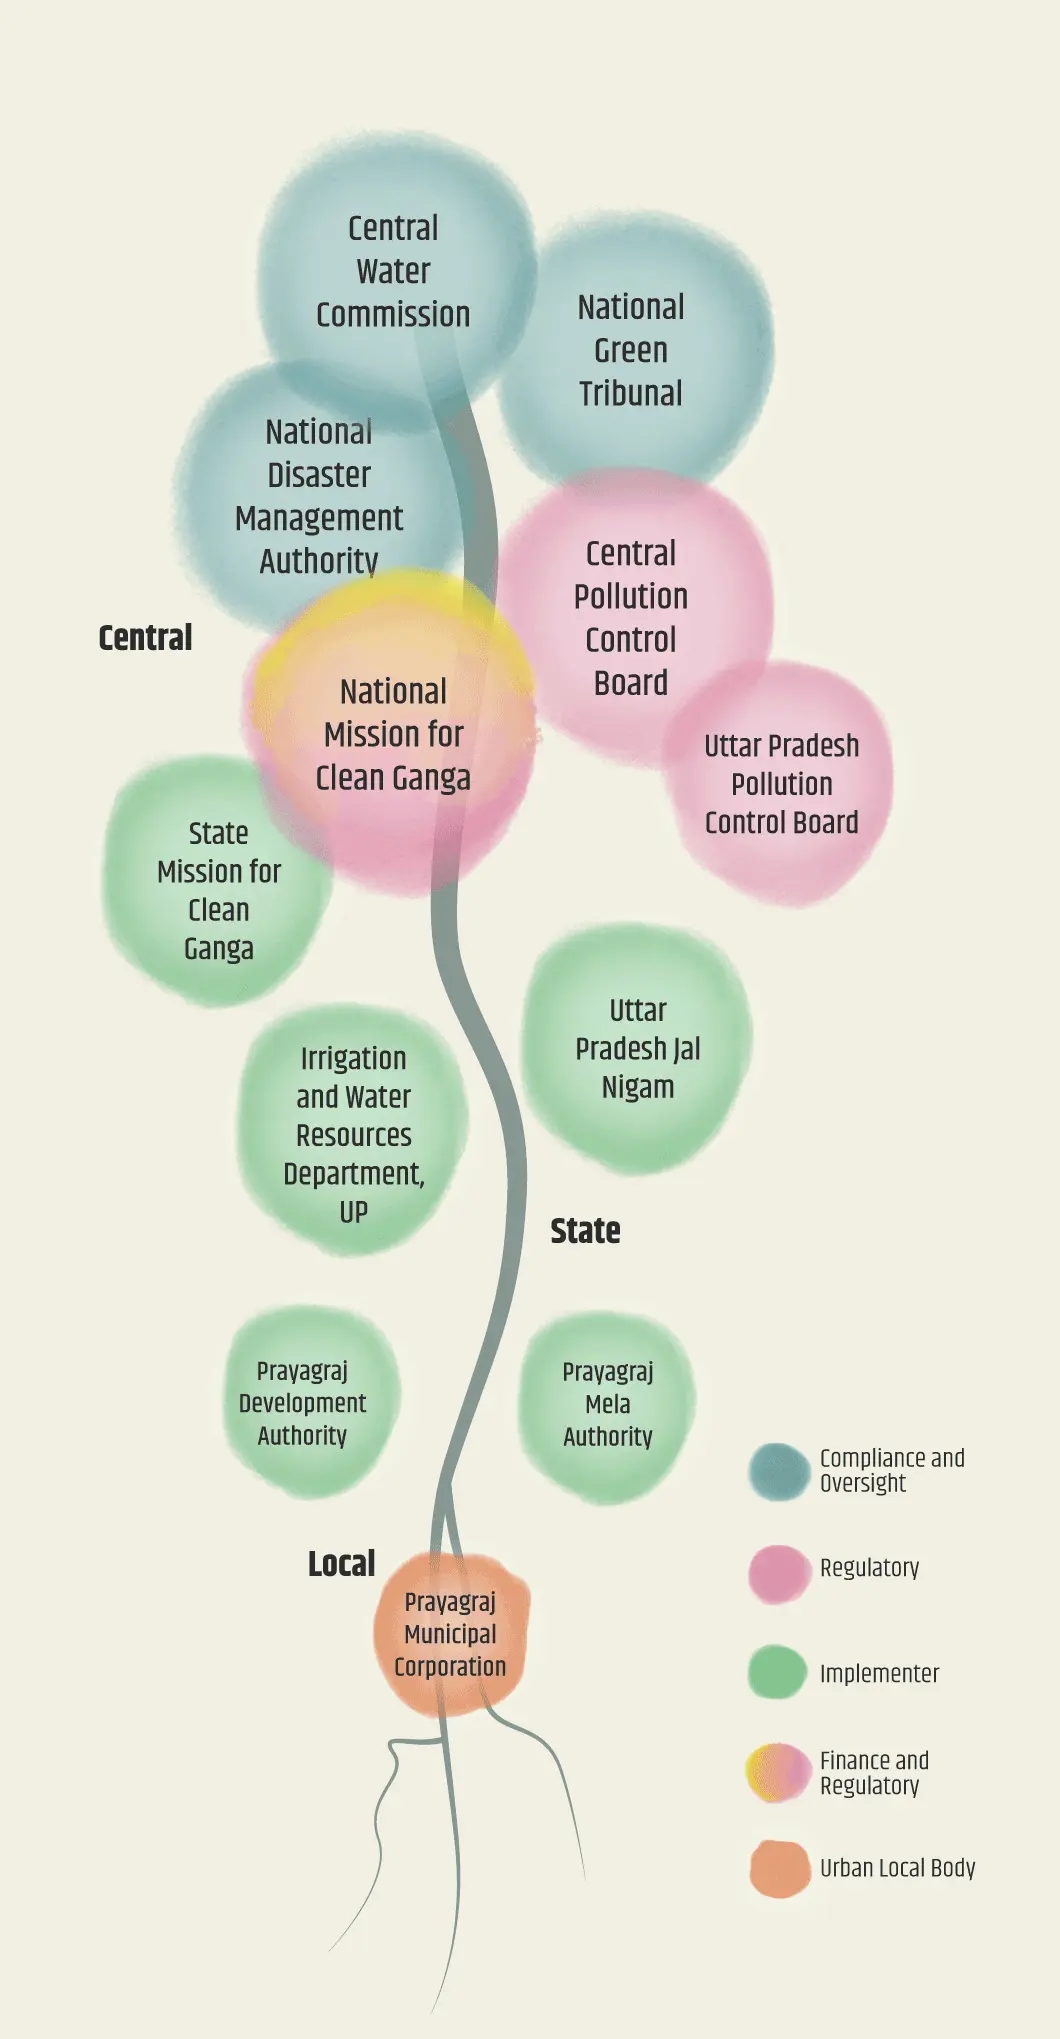 Central
Water
Commission
National
Green
Tribunal
National
Disaster
Management
Authority
Central
Pollution
Control
Board
Central
National
Mission for
Clean Ganga
Uttar Pradesh
Pollution
Control Board
State
Mission for
Clean
Ganga
Uttar
Pradesh Jal
Nigam
Irrigation
and Water
Resources
Department,
UP
State
Prayagraj
Development
Authority
Prayagraj
Mela
Authority
Local
Prayagraj
Municipal
Corporation
Compliance and
Oversight
Regulatory
Implementer
Finance and
Regulatory
Urban Local Body